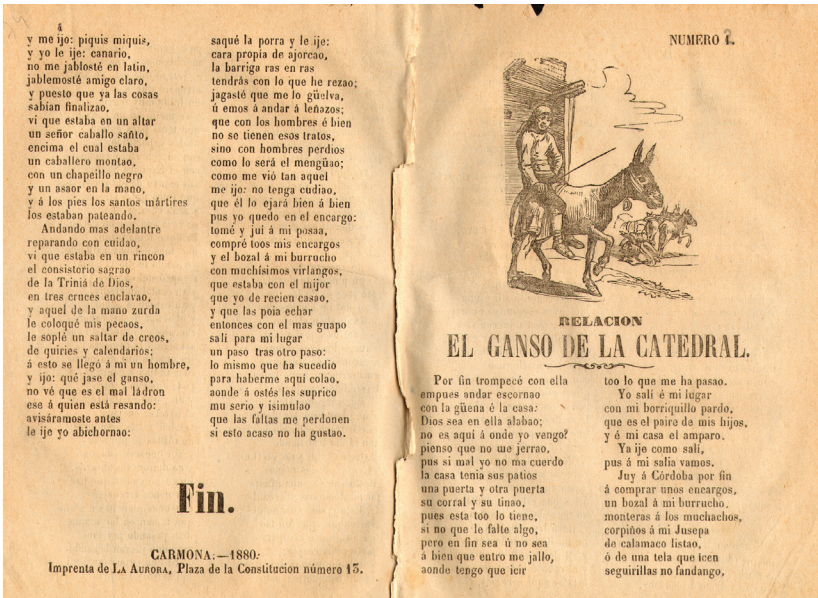 4
y me ijo: piquis miquis,
y yo le ije: canario,
no me jablosté en latin,
jablemosté amigo claro,
y puesto que ya las cosas
sabian finalizao.
ví que estaba en un altar
un señor caballo sañto,
encima el cual estaba
un caballero montao,
con un chapeillo negro
y un asaor en la mano,
y á los pies los santos mártires
los estaban pateando.
Andando mas adelantre
reparando con cuidao,
ví que estaba en un rincon
el consistorio sagrao
de la Triniá de Dios,
en tres cruces enclavao,
y aquel de la mano zurda
le coloqué mis pecaos,
le soplé un saltar de creos,
de quiries y calendarios;
á esto se llegó á mi un hombre,
y ijo: qué jase el ganso,
no vé que es el mal ládron
ese á quien está resando:
avisáramoste antes
le ije yo abichornao:
saqué la porra y le ije:
cara propia de ajorcao,
la barriga ras en ras
tendrás con lo que he rezao;
jagasté que me lo güelva,
ú emos á andar á leñazos;
que con los hombres é bien
no se tienen esos tratos,
sino con hombres perdios
como lo será el mengüao;
como me vió tan aquel
me ijo: no tenga cudiao,
que él lo ejará bien á bien
pus yo quedo en el encargo:
tomé y juí á mi posaa,
compré toos mis encargos
y el bozal á mi burrucho
con muchísimos virlangos,
que estaba con el mijor
que yo de recien casao,
y que las poia echar
entonces con el mas guapo
salí para mi lugar
un paso tras otro paso:
lo mismo que ha sucedio
para haberme aquí colao,
aonde á ostés les suprico
mu serio y isimulao
que las faltas me perdonen
si esto acaso no ha gustao.
Fin.
CARMONA:—1880:
Imprenta de LA AURORA, Plaza de la Constitucion número 13.
NUMERO
RELACION
EL GANSO DE LA CATEDRAL.
Por fin trompecé con ella
empues andar escornao
con la güena é la casa:
Dios sea en ella alabao;
no es aquí á onde yo vengo?
pienso que no me jerrao,
pus si mal yo no ma cuerdo
la casa tenia sus patios
una puerta y otra puerta
su corral y su tinao,
pues esta too lo tiene,
si no que le falte algo,
pero en fin sea ú no sea
á bien que entro me jallo,
aonde tengo que icir
too lo que me ha pasao.
Yo salí é mi lugar
con mi borriquillo pardo,
que es el paire de mis hijos,
y é mi casa el amparo.
Ya ijo como salí,
pus á mi salia vamos.
Juy á Córdoba por fin
á comprar unos encargos,
un bozal á mi burrucho,
monteras á los muchachos,
corpiños á mi Jusepa
de calamaco listao,
ó de una tela que icen
seguirillas no fandango,